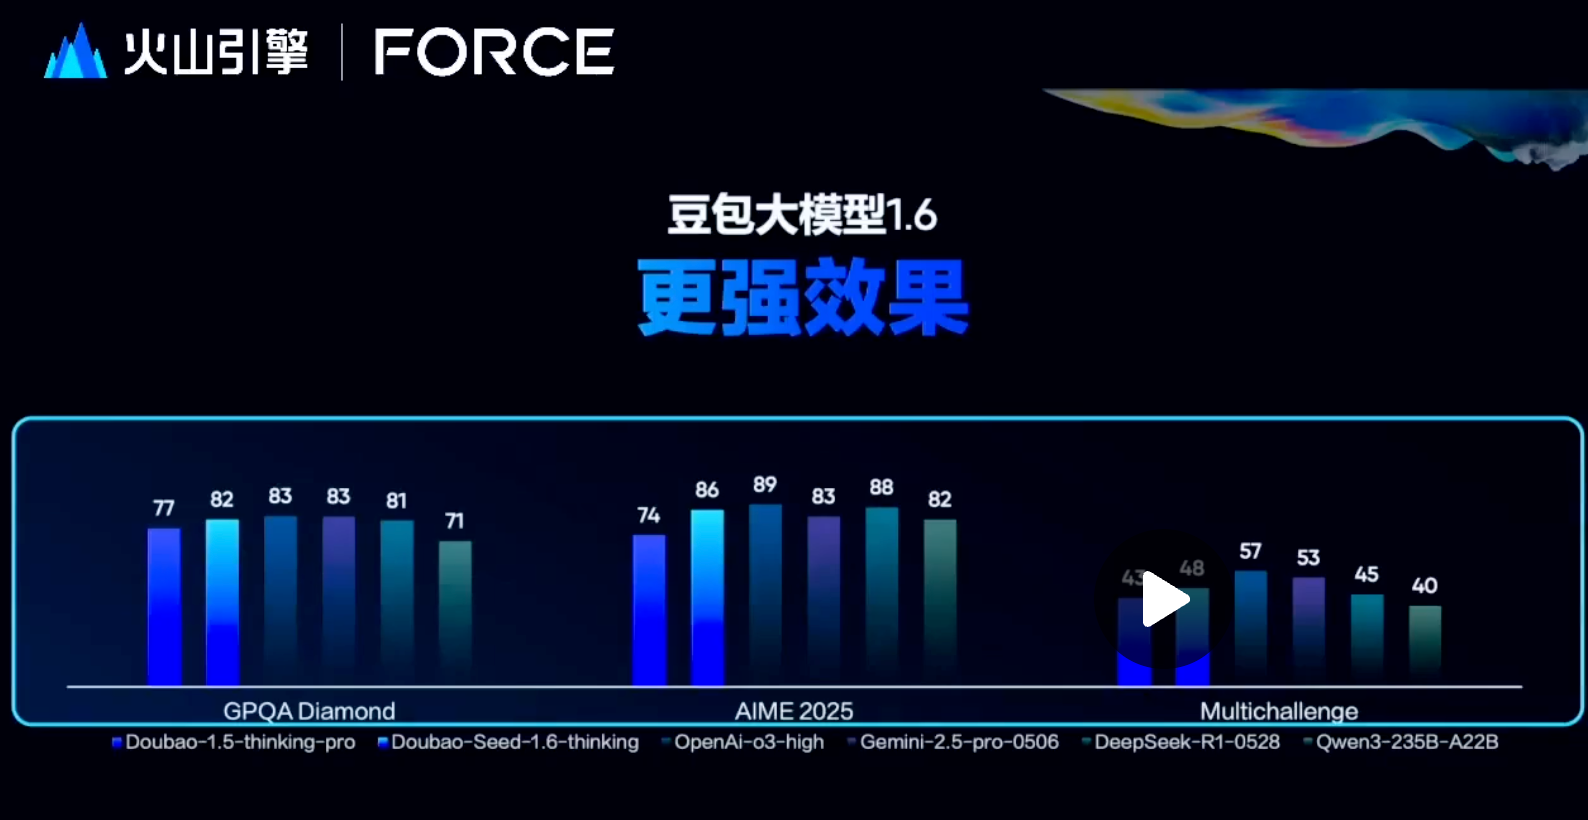 火山引擎 | FORCE
豆包大模型1.6
更强效果
77 82 83 83 81 71
74 86 89 83 88 82
43 48 57 53 45 40
GPQA Diamond AIME 2025 Multichallenge
Doubao-1.5-thinking-pro Doubao-Seed-1.6-thinking OpenAi-o3-high Gemini-2.5-pro-0506 DeepSeek-R1-0528 Qwen3-235B-A22B